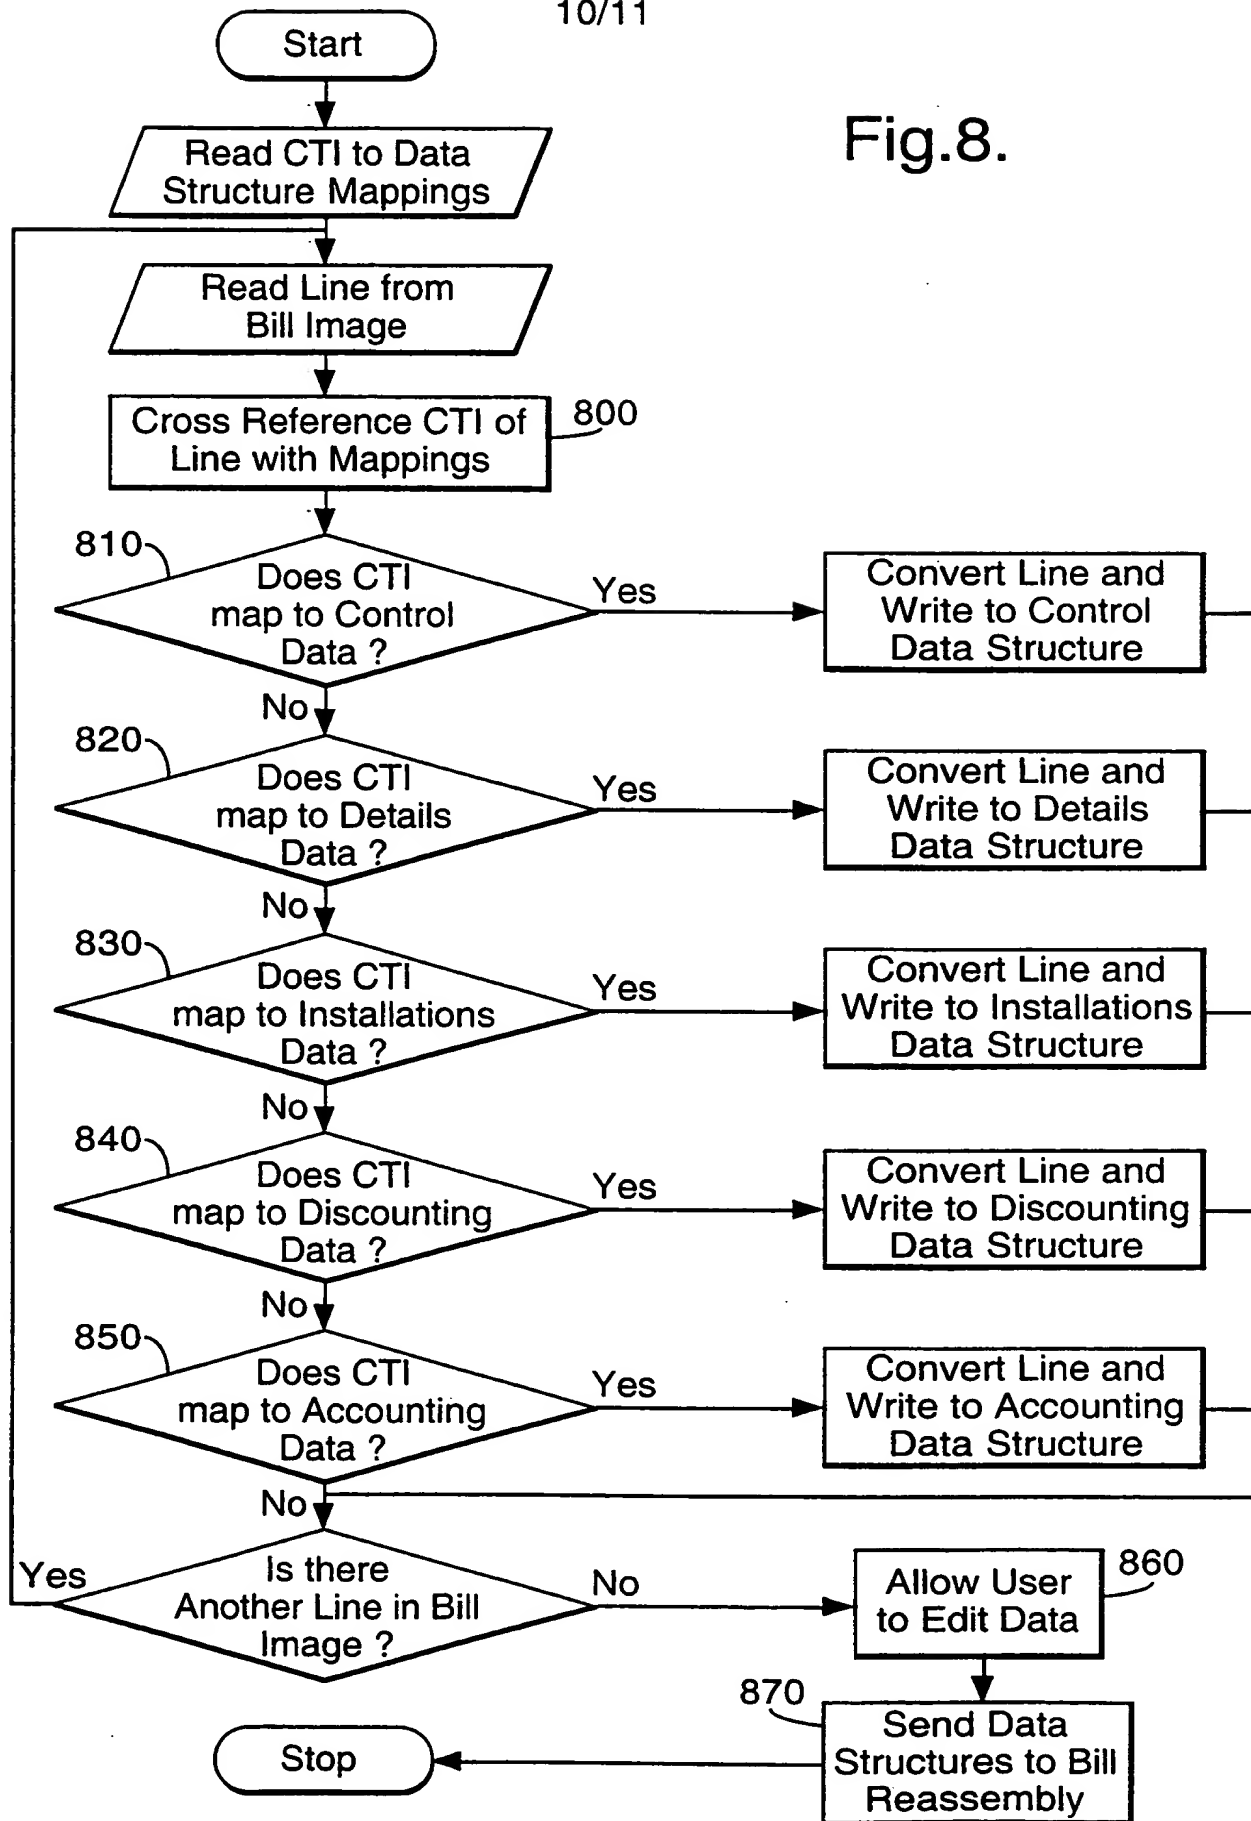 10/11
Start
Fig.8.
Read CTI to Data
Structure Mappings
Read Line from
Bill Image
Cross Reference CTI of
Line with Mappings
800
810
Does CTI
map to Control
Data ?
Yes
Convert Line and
Write to Control
Data Structure
No
820
Does CTI
map to Details
Data ?
Yes
Convert Line and
Write to Details
Data Structure
No
830
Does CTI
map to Installations
Data ?
Yes
Convert Line and
Write to Installations
Data Structure
No
840
Does CTI
map to Discounting
Data ?
Yes
Convert Line and
Write to Discounting
Data Structure
No
850
Does CTI
map to Accounting
Data ?
Yes
Convert Line and
Write to Accounting
Data Structure
No
Yes
Is there
Another Line in Bill
Image ?
No
Allow User
to Edit Data
860
870
Send Data
Structures to Bill
Reassembly
Stop